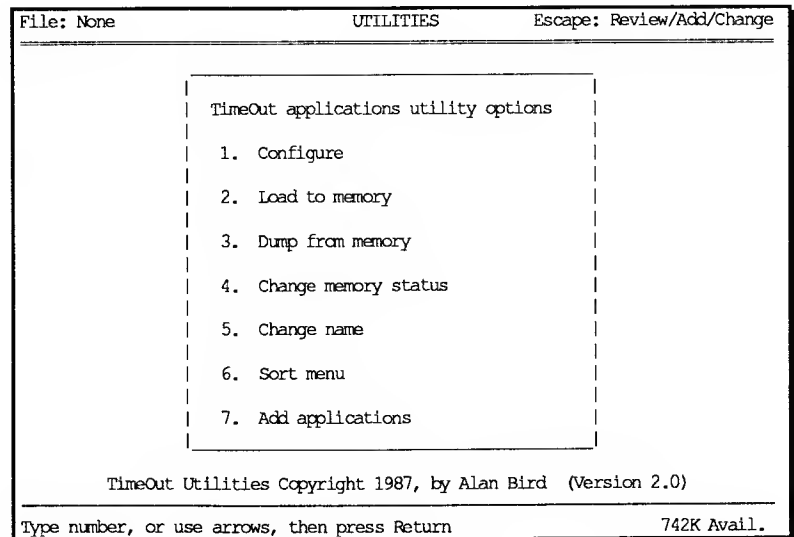 File: None UTILITIES Escape: Review/Add/Change
TimeOut applications utility options
1. Configure
2. Load to memory
3. Dump from memory
4. Change memory status
5. Change name
6. Sort menu
7. Add applications
TimeOut Utilities Copyright 1987, by Alan Bird (Version 2.0)
Type number, or use arrows, then press Return 742K Avail.